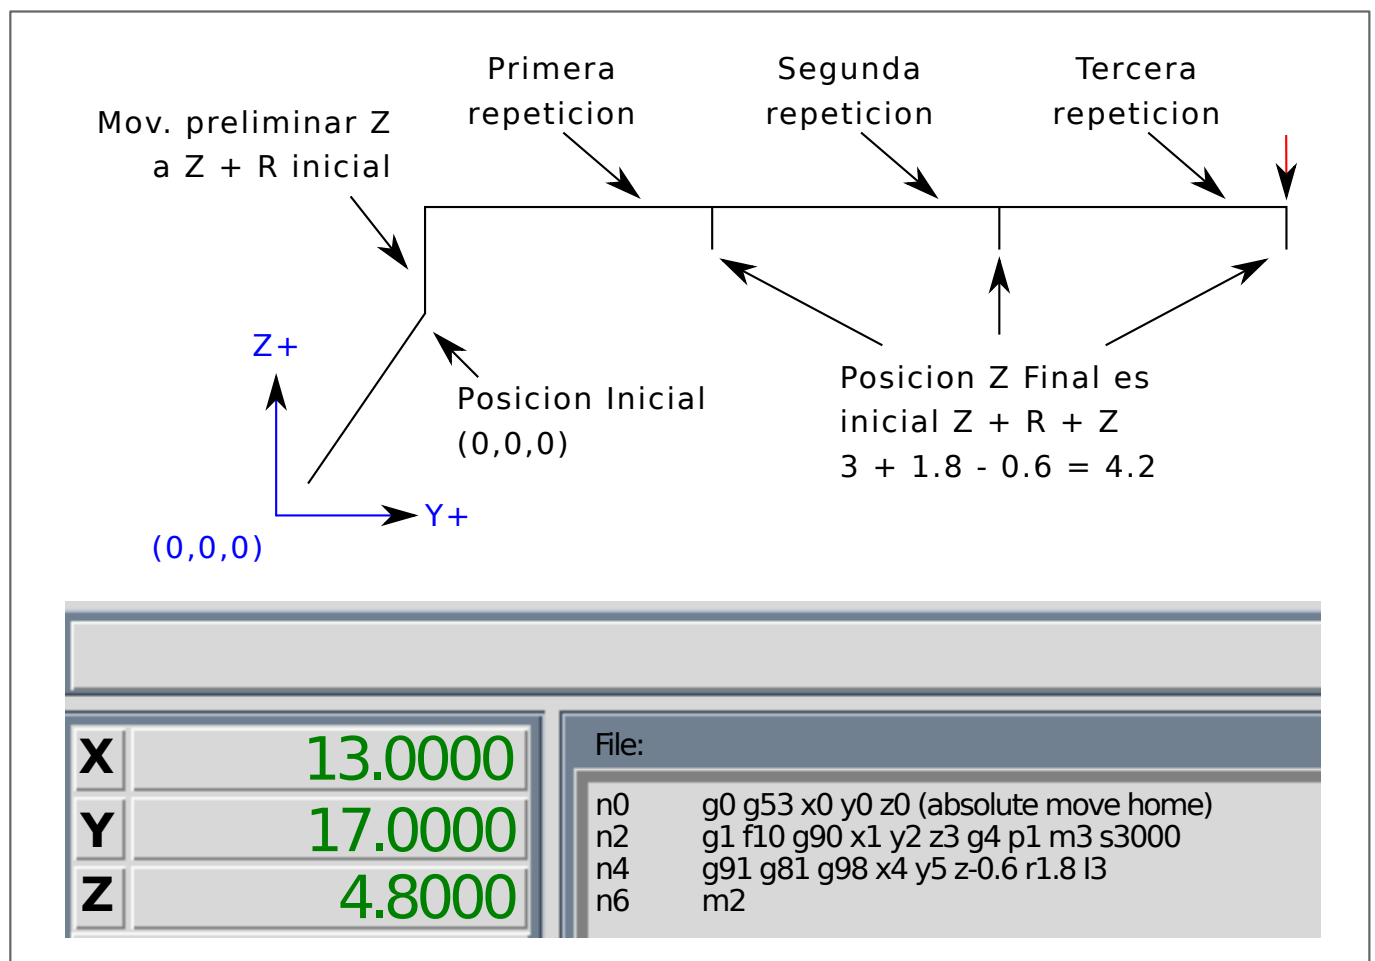 Primera
repeticion
Segunda
repeticion
Tercera
repeticion
Mov. preliminar Z
a Z + R inicial
Z+
Posicion Inicial
(0,0,0)
Posicion Z Final es
inicial Z + R + Z
3 + 1.8 - 0.6 = 4.2
Y+
(0,0,0)
X 13.0000
Y 17.0000
Z 4.8000
File:
n0 g0 g53 x0 y0 z0 (absolute move home)
n2 g1 f10 g90 x1 y2 z3 g4 p1 m3 s3000
n4 g91 g81 g98 x4 y5 z-0.6 r1.8 l3
n6 m2